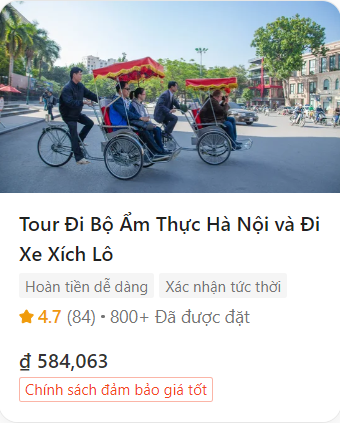 Tour Đi Bộ Ẩm Thực Hà Nội và Đi
Xe Xích Lô
Hoàn tiền dễ dàng Xác nhận tức thời
4.7 (84) • 800+ Đã được đặt
₫ 584,063
Chính sách đảm bảo giá tốt